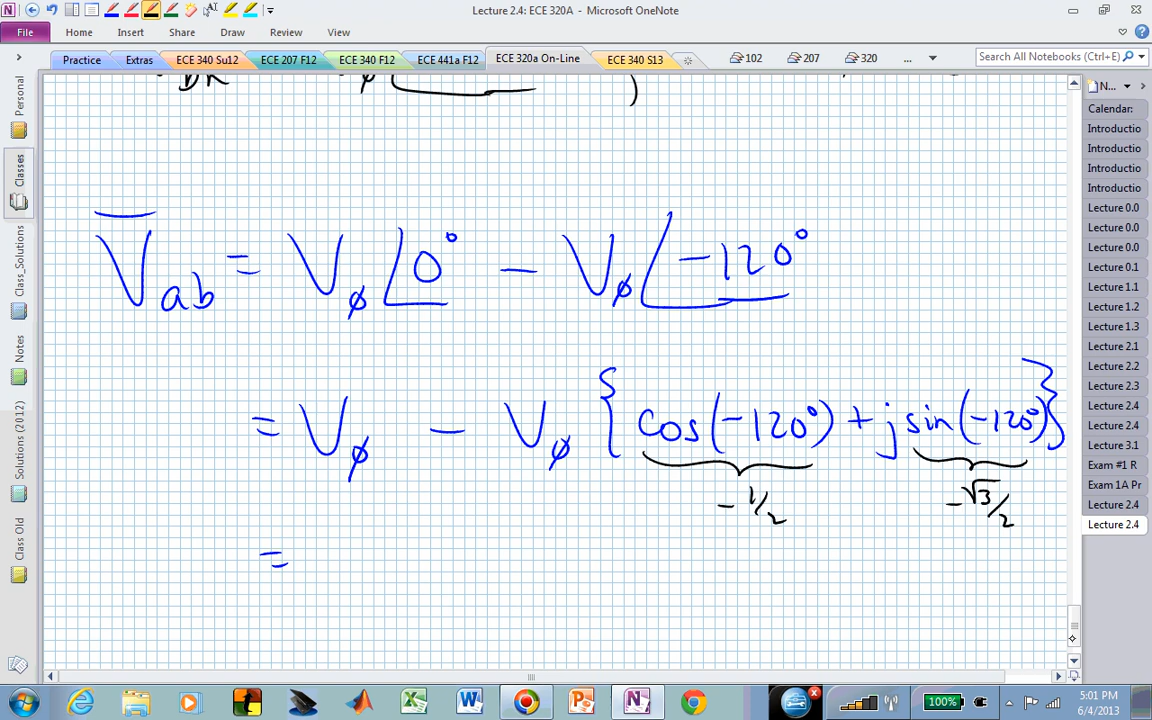 Lecture 2.4: ECE 320A - Microsoft OneNote
File Home Insert Share Draw Review View
Practice Extras ECE 340 Su12 ECE 207 F12 ECE 340 F12 ECE 441a F12 ECE 320a On-Line ECE 340 S13 102 207 320 ... Search All Notebooks (Ctrl+E)
Personal
Classes
Class_Solutions
Notes
Solutions (2012)
Class Old
V̅ab = Vϕ∠0° − Vϕ∠−120°
= Vϕ − Vϕ {cos(−120°) + j sin(−120°)}
−1/2 −√3/2
=
N...
Calendar:
Introductio
Introductio
Introductio
Introductio
Lecture 0.0
Lecture 0.0
Lecture 0.0
Lecture 0.1
Lecture 1.1
Lecture 1.2
Lecture 1.3
Lecture 2.1
Lecture 2.2
Lecture 2.3
Lecture 2.4
Lecture 2.4
Lecture 3.1
Exam #1 R
Exam 1A Pr
Lecture 2.4
Lecture 2.4
100%
5:01 PM
6/4/2013